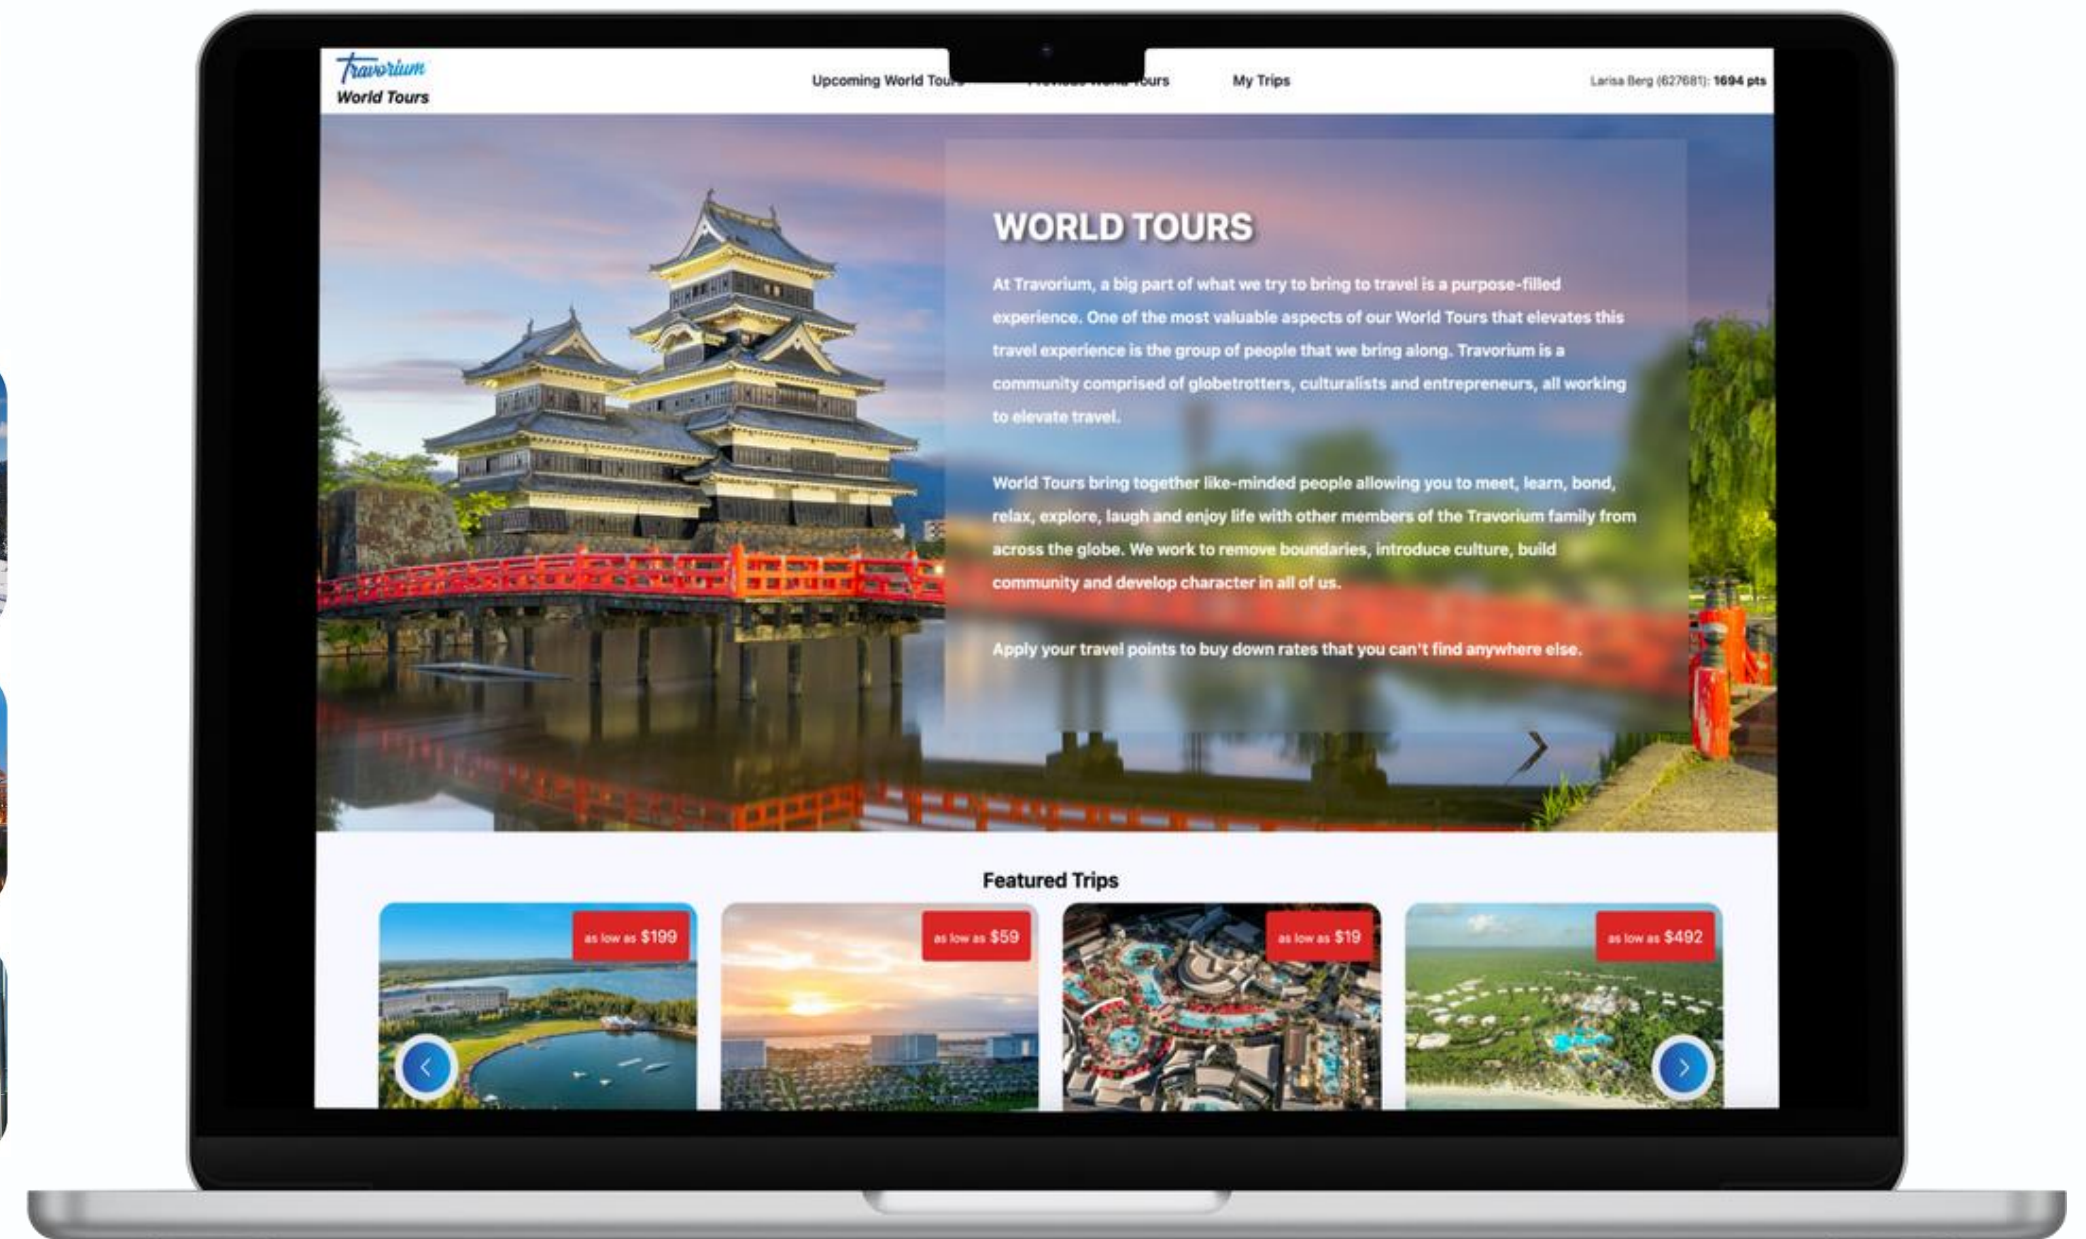 Travorium
World Tours
Upcoming World Tours
Previous World Tours
My Trips
Larisa Berg (627681): 1694 pts
WORLD TOURS
At Travorium, a big part of what we try to bring to travel is a purpose-filled
experience. One of the most valuable aspects of our World Tours that elevates this
travel experience is the group of people that we bring along. Travorium is a
community comprised of globetrotters, culturalists and entrepreneurs, all working
to elevate travel.
World Tours bring together like-minded people allowing you to meet, learn, bond,
relax, explore, laugh and enjoy life with other members of the Travorium family from
across the globe. We work to remove boundaries, introduce culture, build
community and develop character in all of us.
Apply your travel points to buy down rates that you can't find anywhere else.
Featured Trips
as low as $199
as low as $59
as low as $19
as low as $492